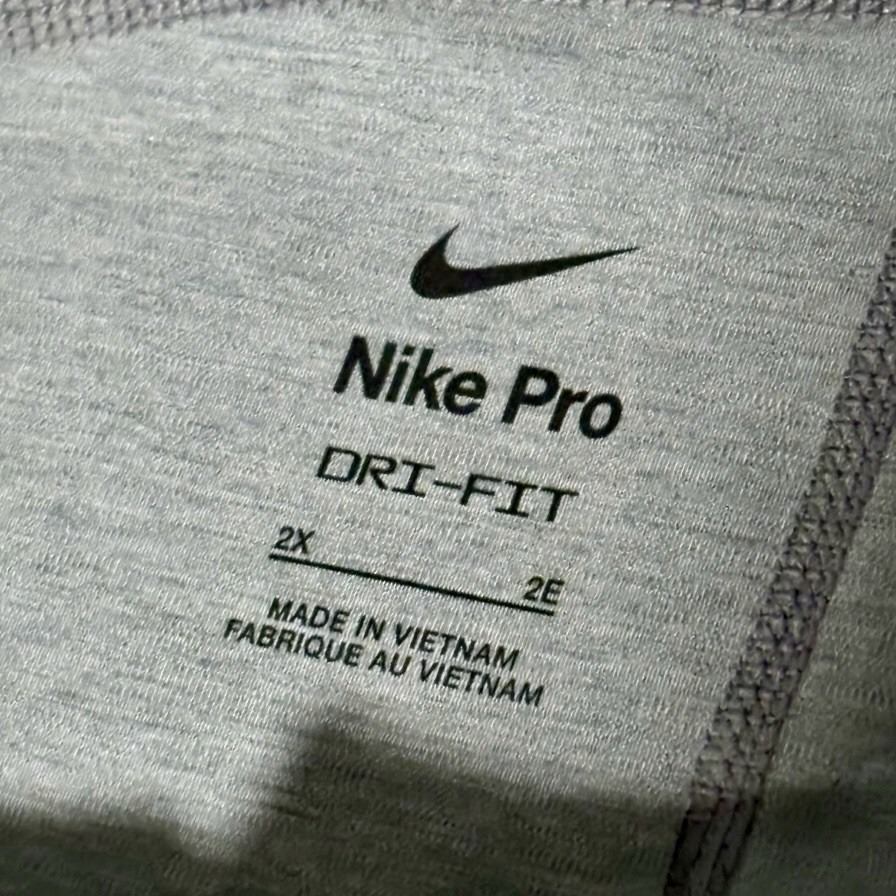 Nike Pro
DRI-FIT
2X 2E
MADE IN VIETNAM
FABRIQUE AU VIETNAM